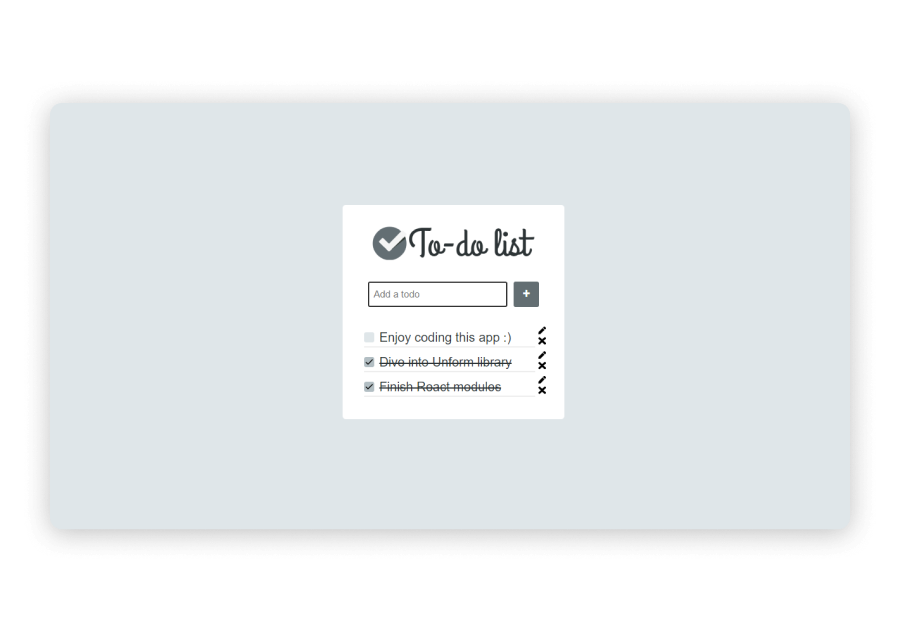 To-do list
Add a todo
+
Enjoy coding this app :)
Dive into Unform library
Finish React modules